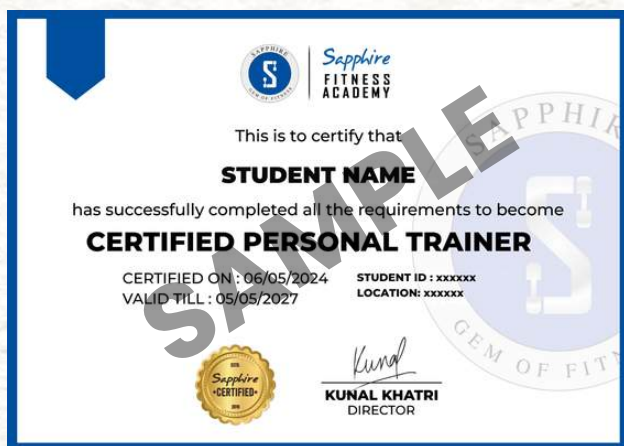 SAPPHIRE
S
GEM OF FITNESS
Sapphire
FITNESS
ACADEMY
This is to certify that
STUDENT NAME
has successfully completed all the requirements to become
CERTIFIED PERSONAL TRAINER
CERTIFIED ON : 06/05/2024
VALID TILL : 05/05/2027
STUDENT ID : xxxxxx
LOCATION: xxxxxx
SAMPLE
SAPPHIR
S
GEM OF FITN
Sapphire
•CERTIFIED•
Kunal
KUNAL KHATRI
DIRECTOR